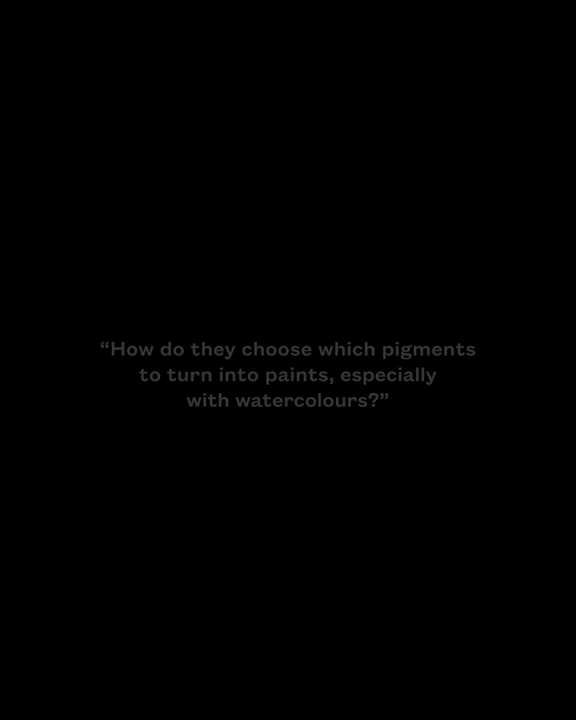 “How do they choose which pigments
to turn into paints, especially
with watercolours?”